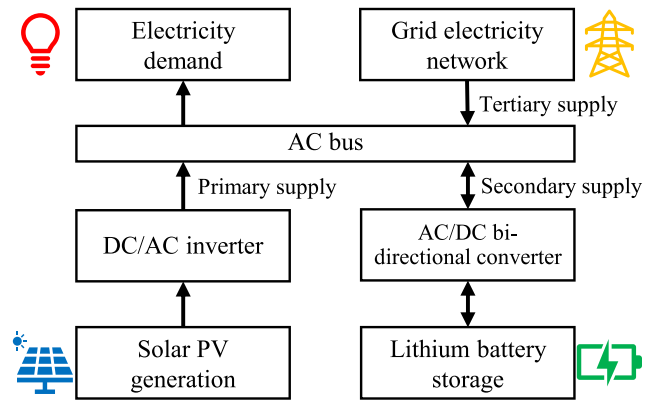 Electricity
demand
Grid electricity
network
Tertiary supply
AC bus
Primary supply
Secondary supply
DC/AC inverter
AC/DC bi-
directional converter
Solar PV
generation
Lithium battery
storage